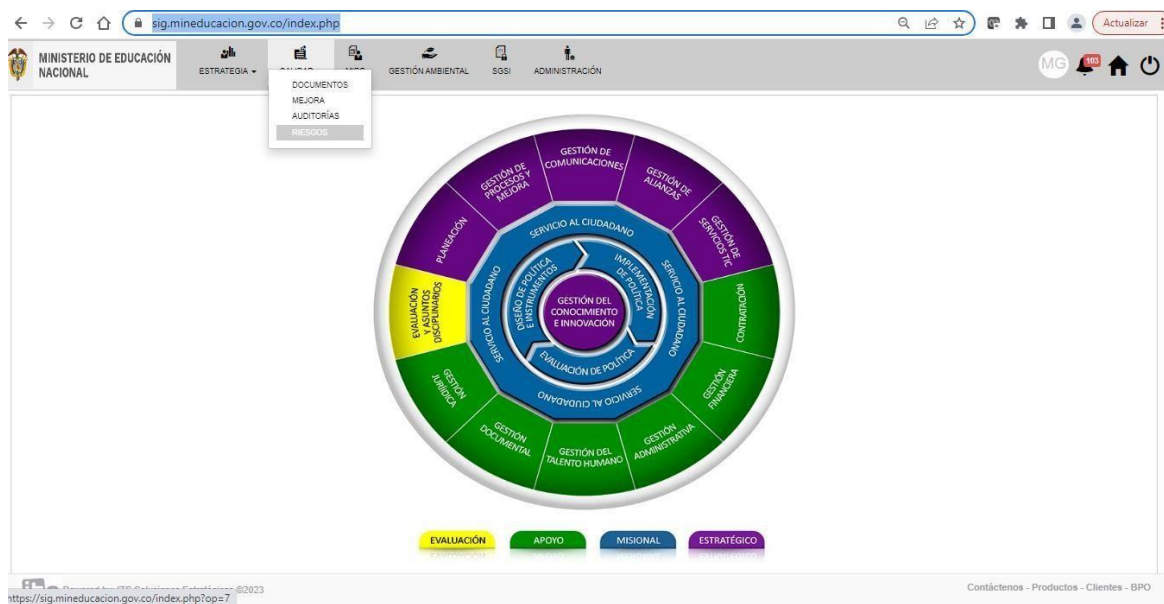 sig.mineducacion.gov.co/index.php
Actualizar
MINISTERIO DE EDUCACIÓN
NACIONAL
ESTRATEGIA
GESTIÓN AMBIENTAL
SGSI
ADMINISTRACIÓN
MG
103
DOCUMENTOS
MEJORA
AUDITORÍAS
RIESGOS
GESTIÓN DE
COMUNICACIONES
GESTIÓN DE
PROCESOS Y
MEJORA
GESTIÓN DE
ALIANZAS
PLANEACIÓN
GESTIÓN DE
SERVICIOS TIC
SERVICIO AL CIUDADANO
SERVICIO AL CIUDADANO
SERVICIO AL CIUDADANO
DISEÑO DE POLÍTICA
E INSTRUMENTOS
IMPLEMENTACIÓN
DE POLÍTICA
EVALUACIÓN
Y ASUNTOS
DISCIPLINARIOS
GESTIÓN DEL
CONOCIMIENTO
E INNOVACIÓN
CONTRATACIÓN
EVALUACIÓN DE POLÍTICA
SERVICIO AL CIUDADANO
GESTIÓN
JURÍDICA
GESTIÓN
FINANCIERA
GESTIÓN
DOCUMENTAL
GESTIÓN DEL
TALENTO HUMANO
GESTIÓN
ADMINISTRATIVA
EVALUACIÓN
APOYO
MISIONAL
ESTRATÉGICO
©2023
Contáctenos - Productos - Clientes - BPO
https://sig.mineducacion.gov.co/index.php?op=7